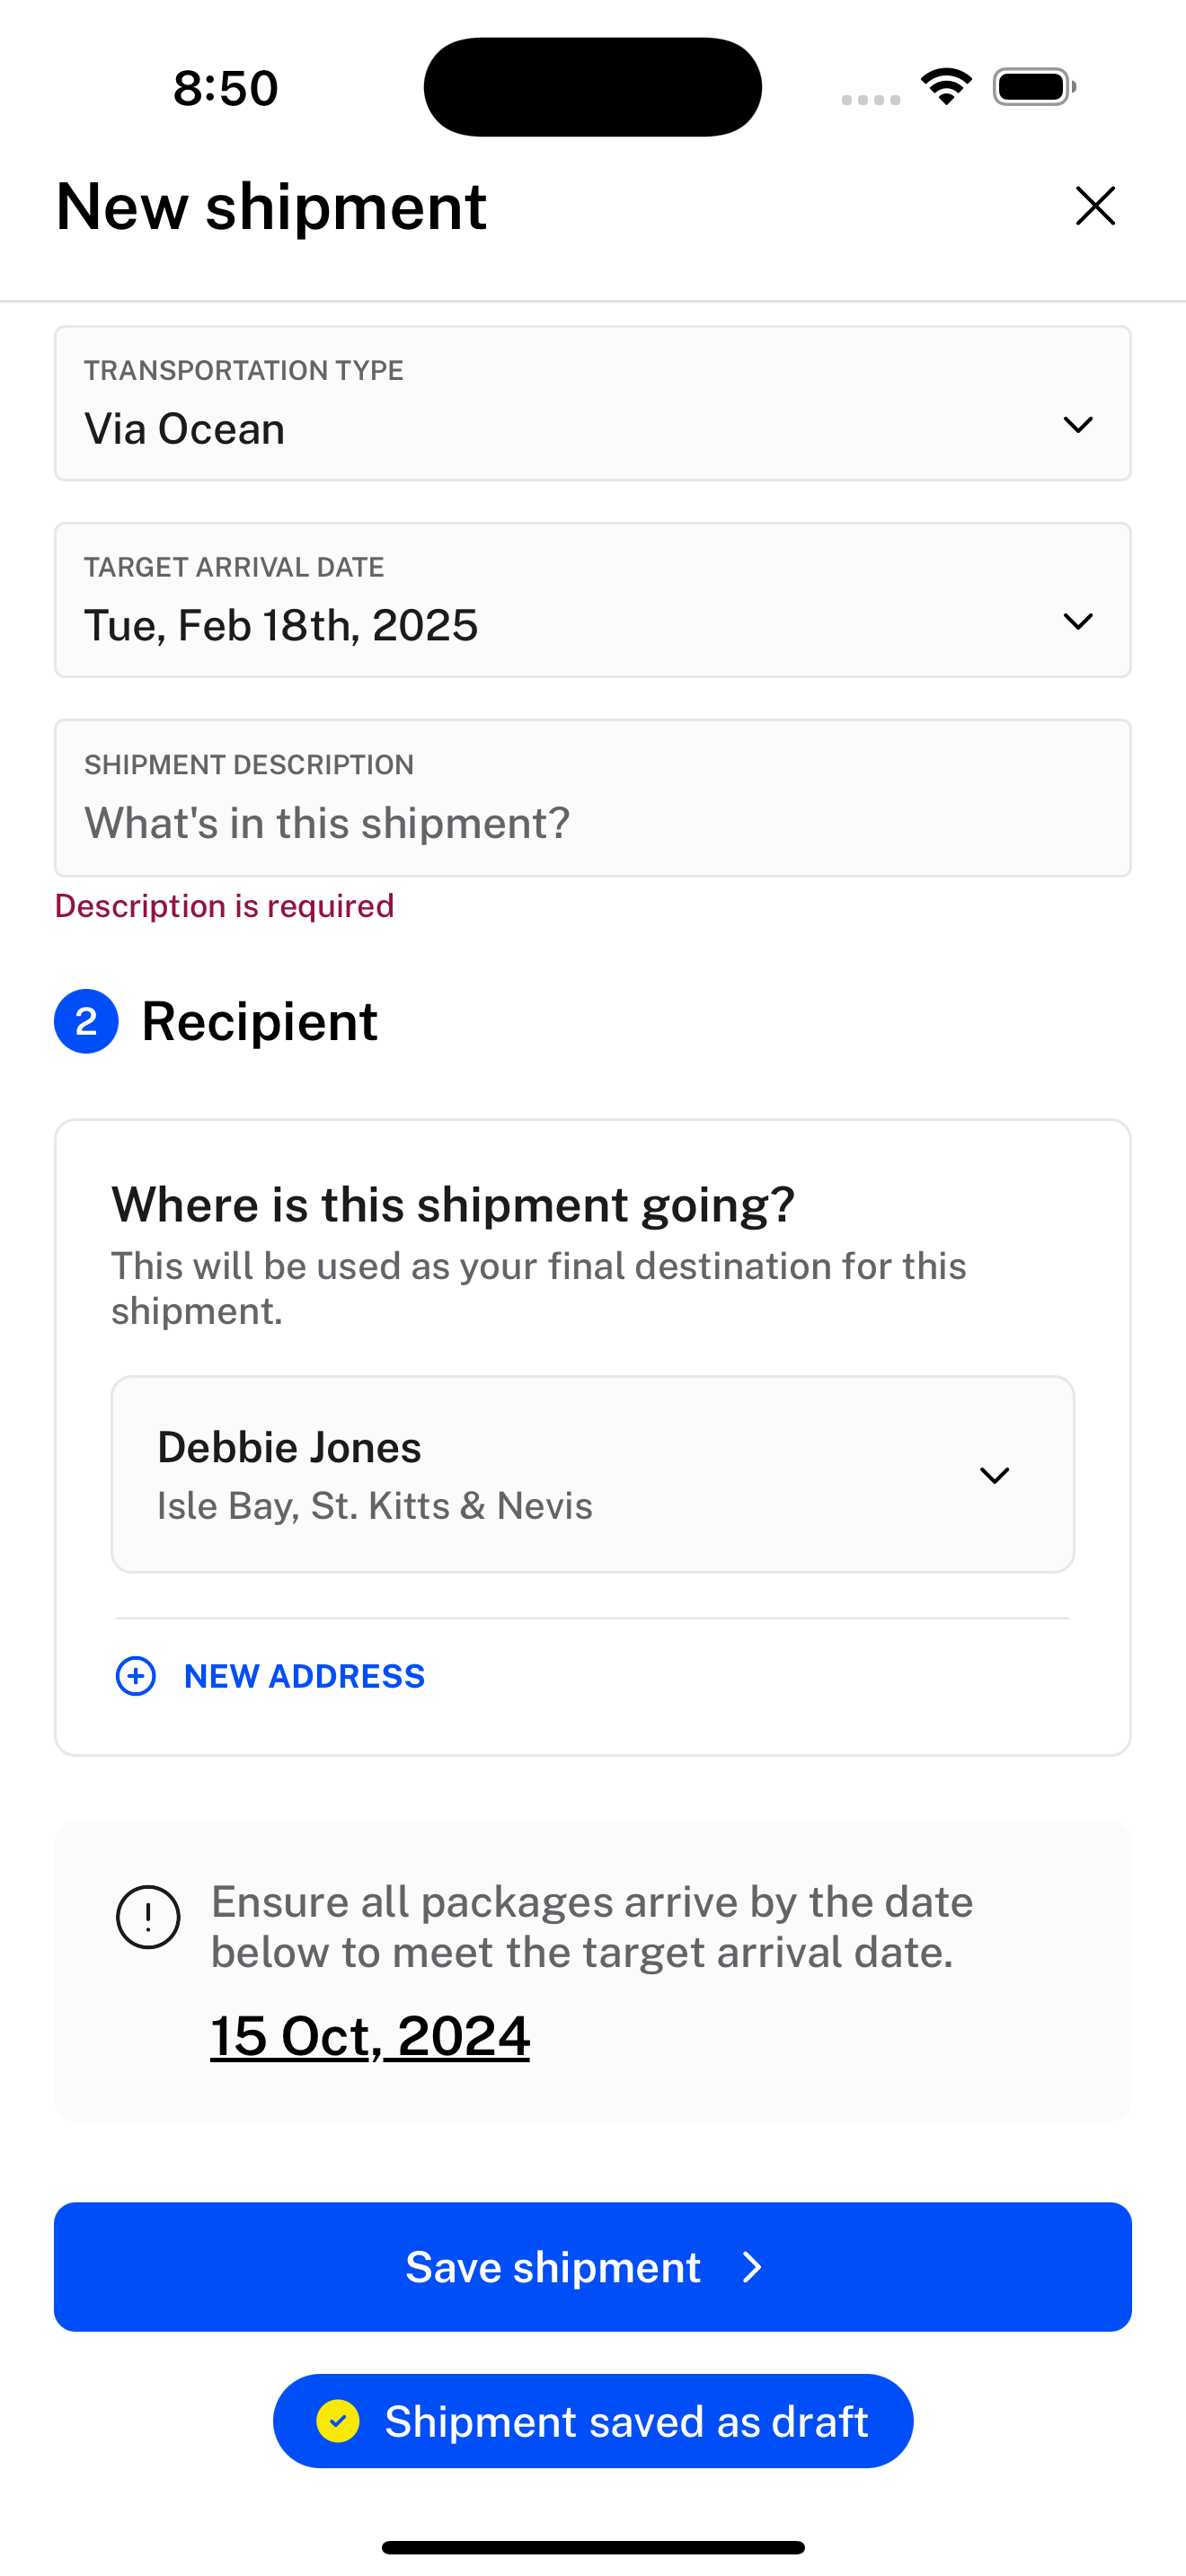 8:50
New shipment
TRANSPORTATION TYPE
Via Ocean
TARGET ARRIVAL DATE
Tue, Feb 18th, 2025
SHIPMENT DESCRIPTION
What's in this shipment?
Description is required
2 Recipient
Where is this shipment going?
This will be used as your final destination for this
shipment.
Debbie Jones
Isle Bay, St. Kitts & Nevis
NEW ADDRESS
Ensure all packages arrive by the date
below to meet the target arrival date.
15 Oct, 2024
Save shipment
Shipment saved as draft